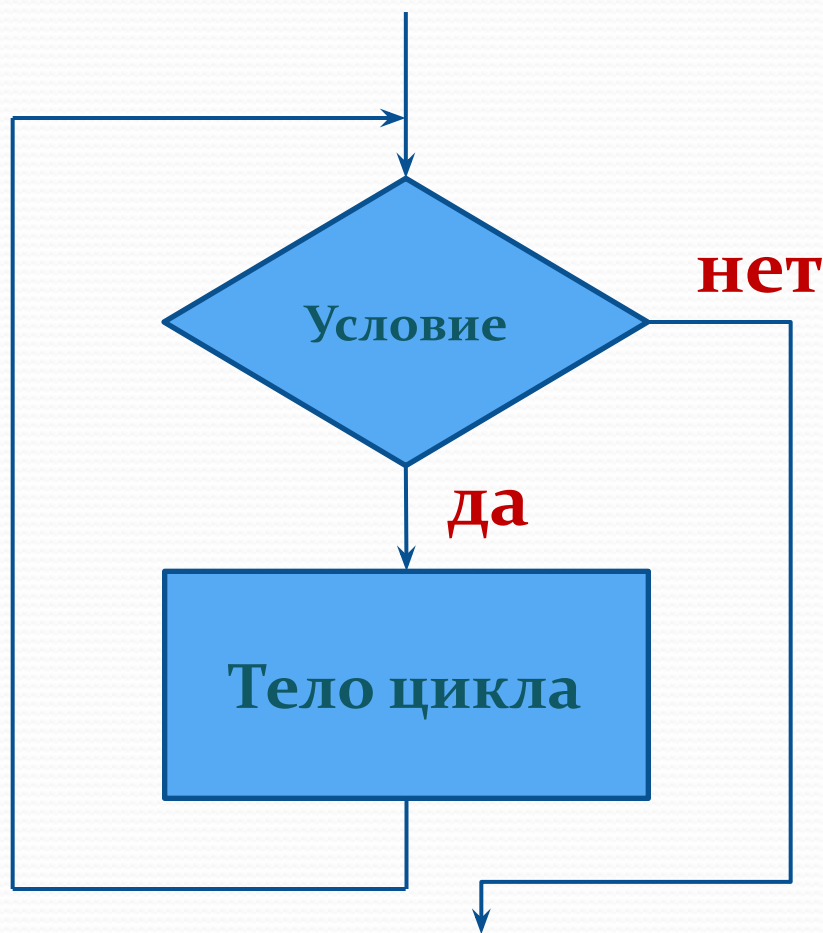 нет
Условие
да
Тело цикла